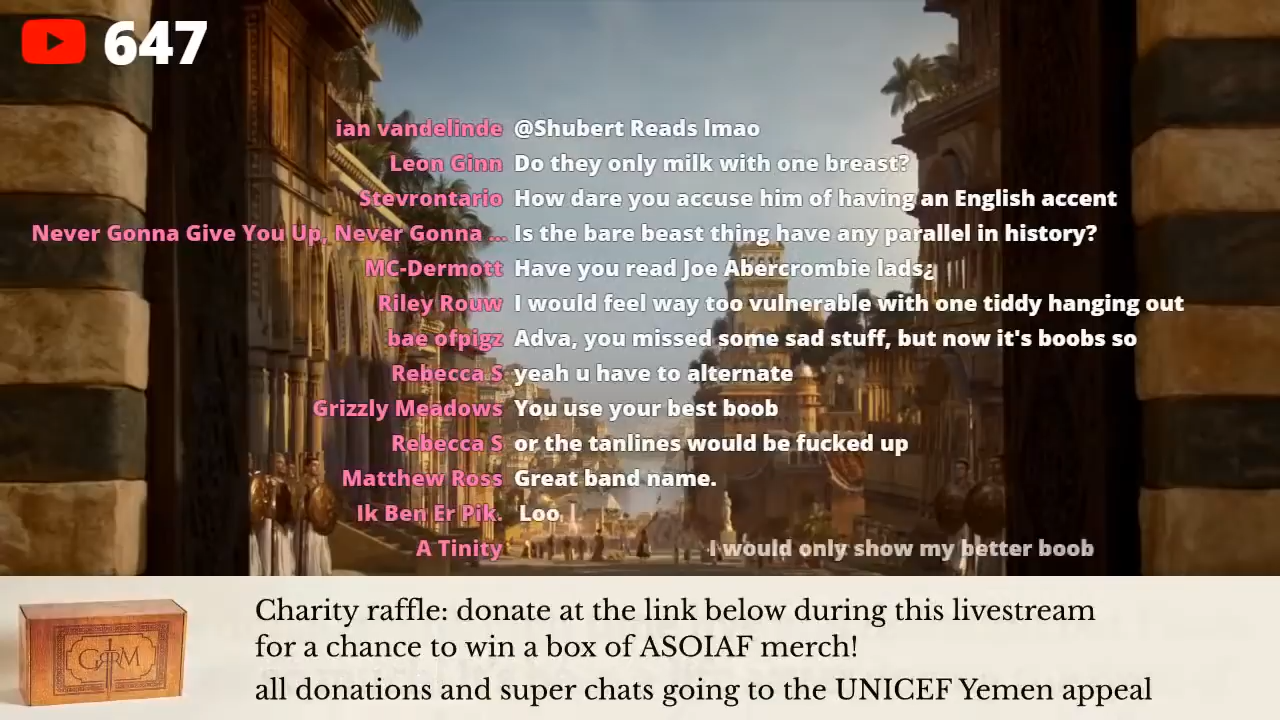 647
ian vandelinde @Shubert Reads lmao
Leon Ginn Do they only milk with one breast?
Stevrontario How dare you accuse him of having an English accent
Never Gonna Give You Up, Never Gonna ... Is the bare beast thing have any parallel in history?
MC-Dermott Have you read Joe Abercrombie lads¿
Riley Rouw I would feel way too vulnerable with one tiddy hanging out
bae ofpigz Adva, you missed some sad stuff, but now it's boobs so
Rebecca S yeah u have to alternate
Grizzly Meadows You use your best boob
Rebecca S or the tanlines would be fucked up
Matthew Ross Great band name.
Ik Ben Er Pik. Loo
A Tinity I would only show my better boob
GRRM
Charity raffle: donate at the link below during this livestream
for a chance to win a box of ASOIAF merch!
all donations and super chats going to the UNICEF Yemen appeal